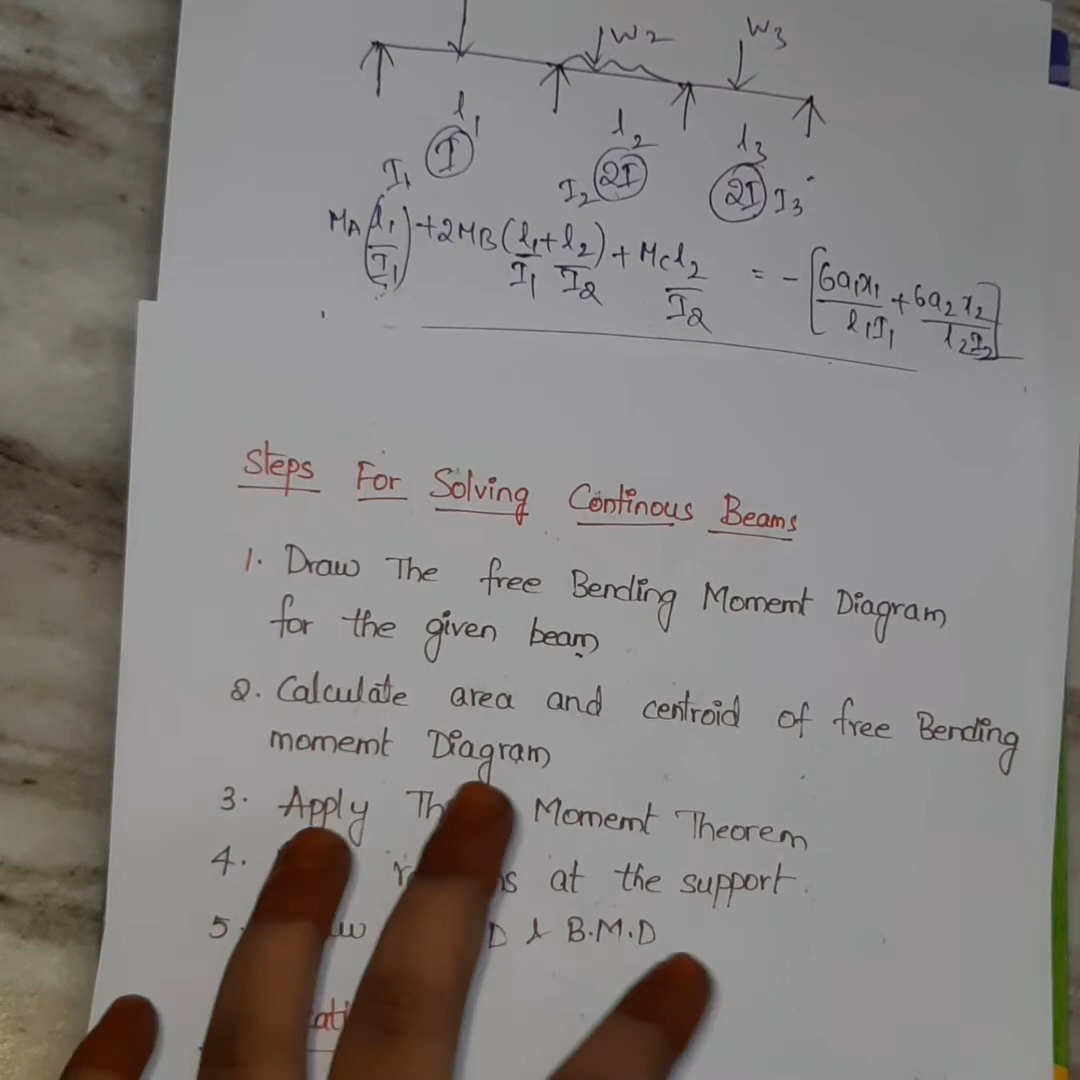 W2 W3
l1 l2 l3
I1 I I2 2I 2I I3
MA(l1/I1) + 2MB(l1/I1 + l2/I2) + Mc l2/I2 = -[6a1x1/l1I1 + 6a2x2/l2I2]
Steps For Solving Continous Beams
1. Draw The free Bending Moment Diagram
for the given beam
2. Calculate area and centroid of free Bending
moment Diagram
3. Apply Moment Theorem
4. at the support.
5. & B.M.D